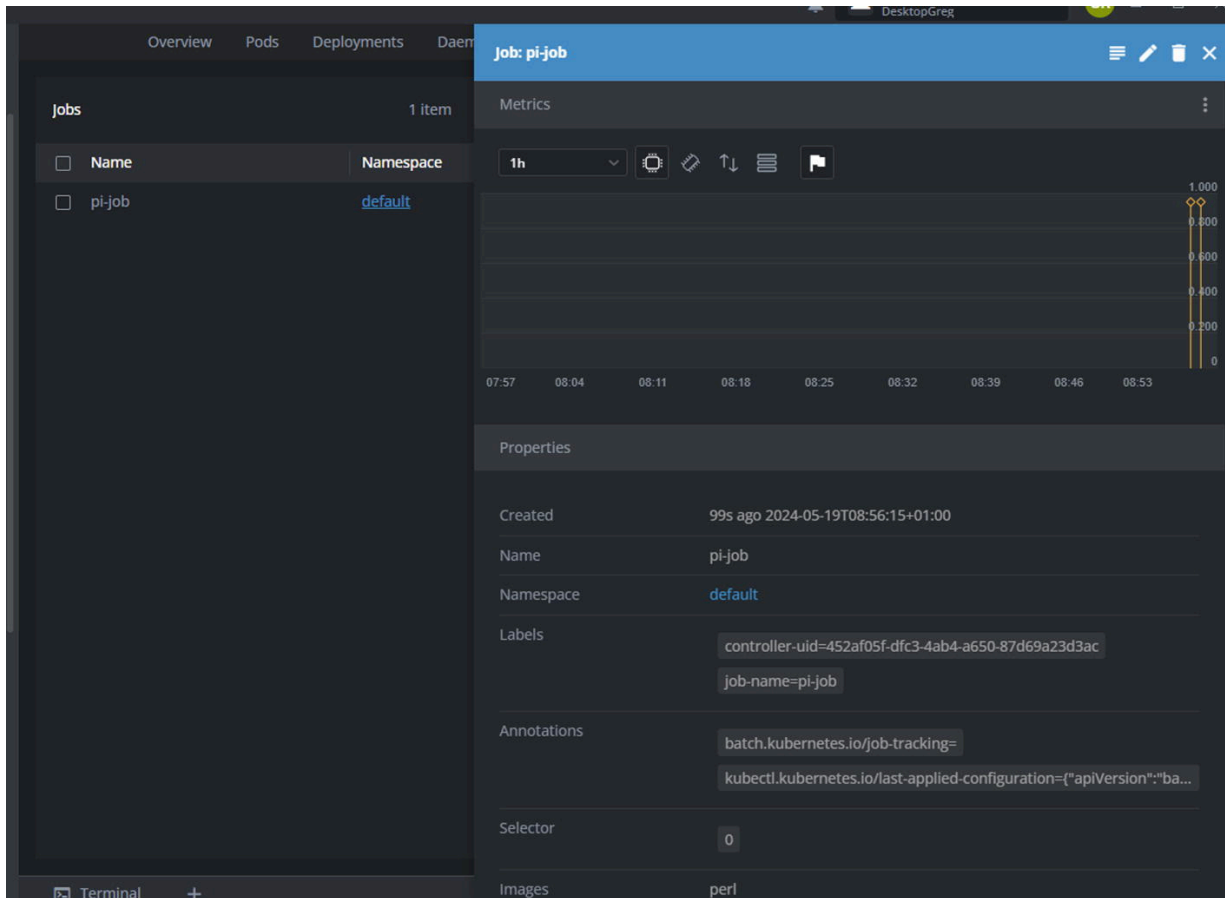 DesktopGreg
Overview Pods Deployments Daem
Jobs 1 item
Name Namespace
pi-job default
Terminal +
Job: pi-job
Metrics
1h
1.000
0.800
0.600
0.400
0.200
0
07:57 08:04 08:11 08:18 08:25 08:32 08:39 08:46 08:53
Properties
Created 99s ago 2024-05-19T08:56:15+01:00
Name pi-job
Namespace default
Labels controller-uid=452af05f-dfc3-4ab4-a650-87d69a23d3ac
job-name=pi-job
Annotations batch.kubernetes.io/job-tracking=
kubectl.kubernetes.io/last-applied-configuration={"apiVersion":"ba...
Selector 0
Images perl